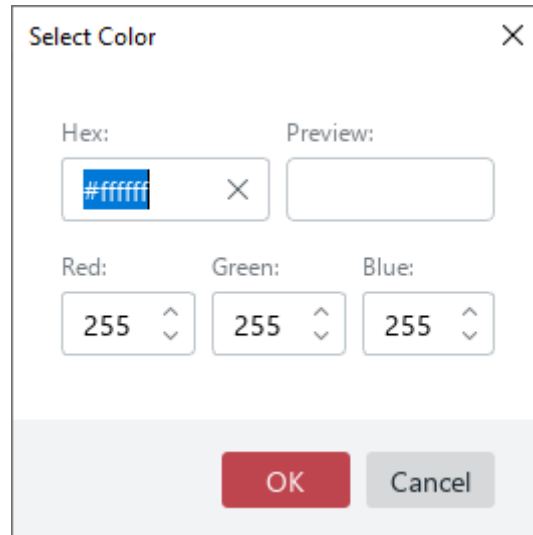 Select Color
Hex: Preview:
#ffffff
Red: Green: Blue:
255 255 255
OK Cancel